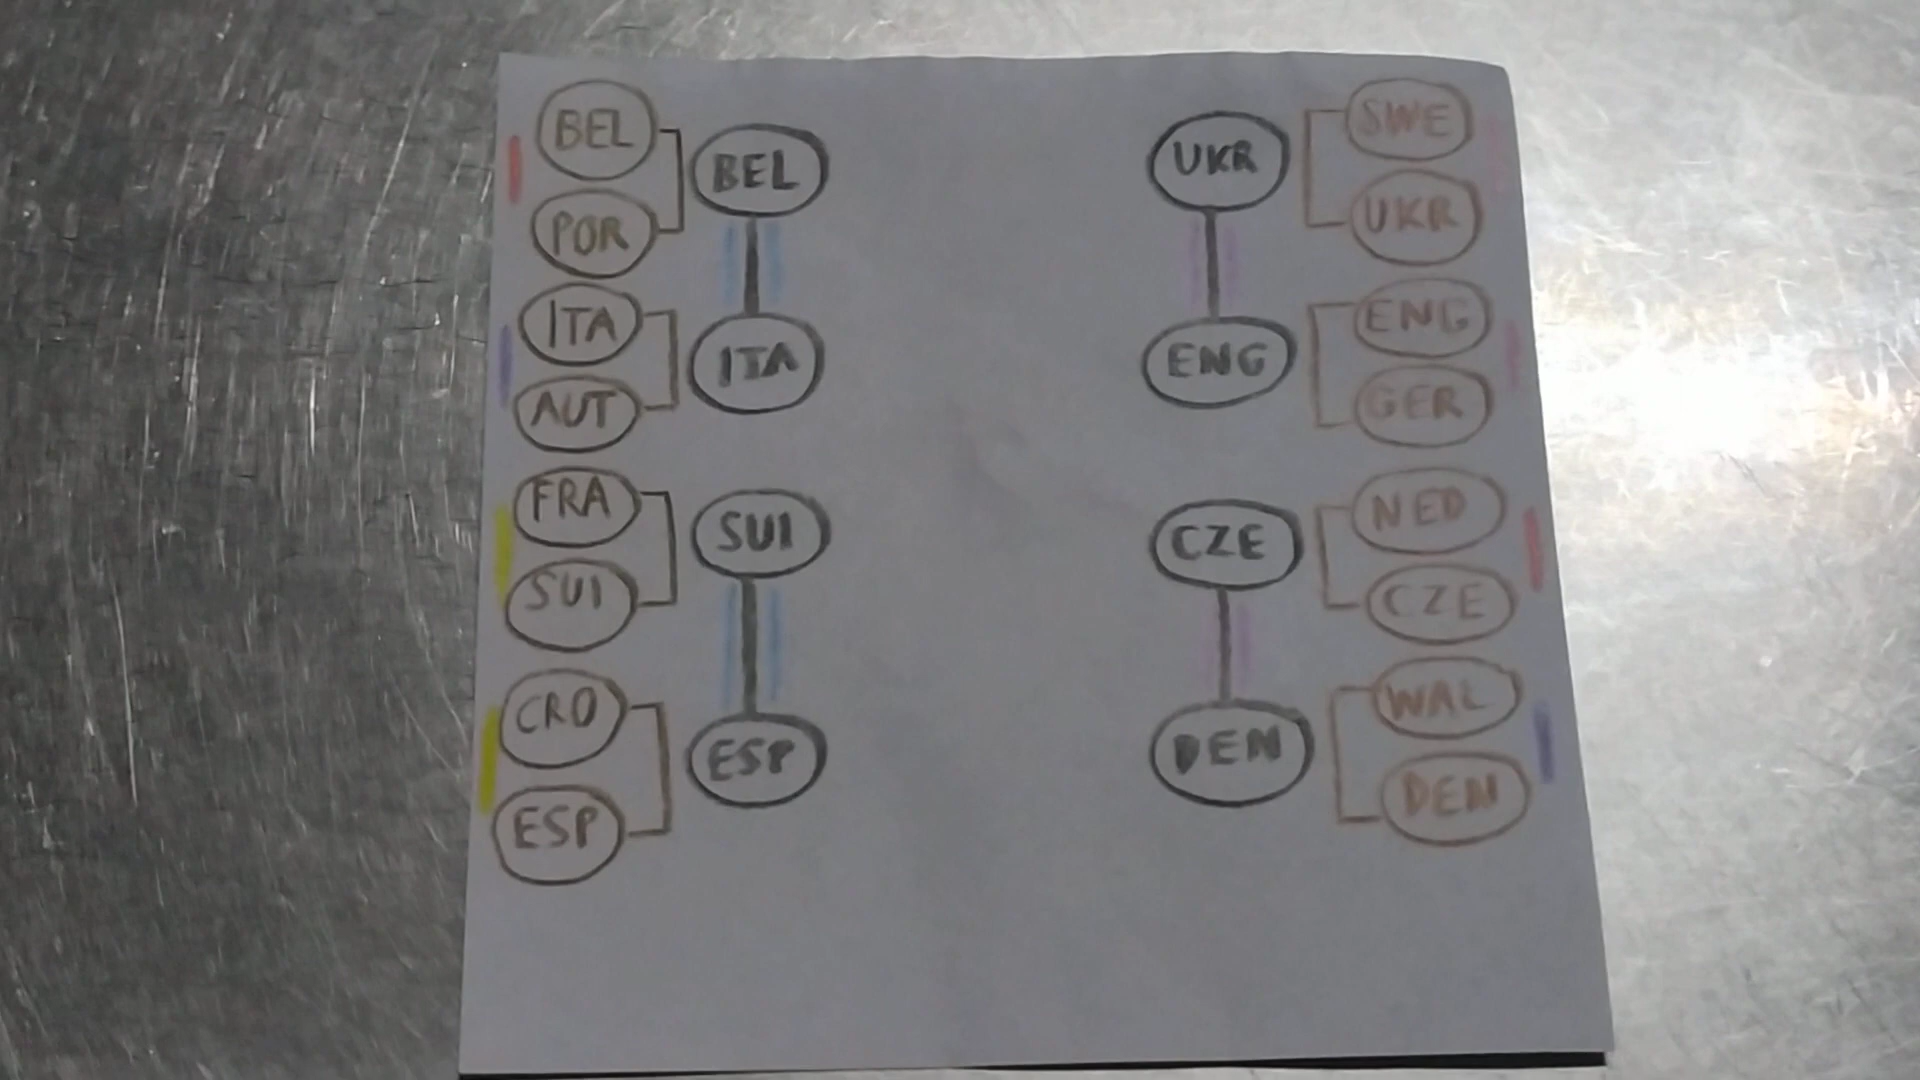 BEL
POR
ITA
AUT
FRA
SUI
CRO
ESP
BEL
ITA
SUI
ESP
UKR
ENG
CZE
DEN
SWE
UKR
ENG
GER
NED
CZE
WAL
DEN